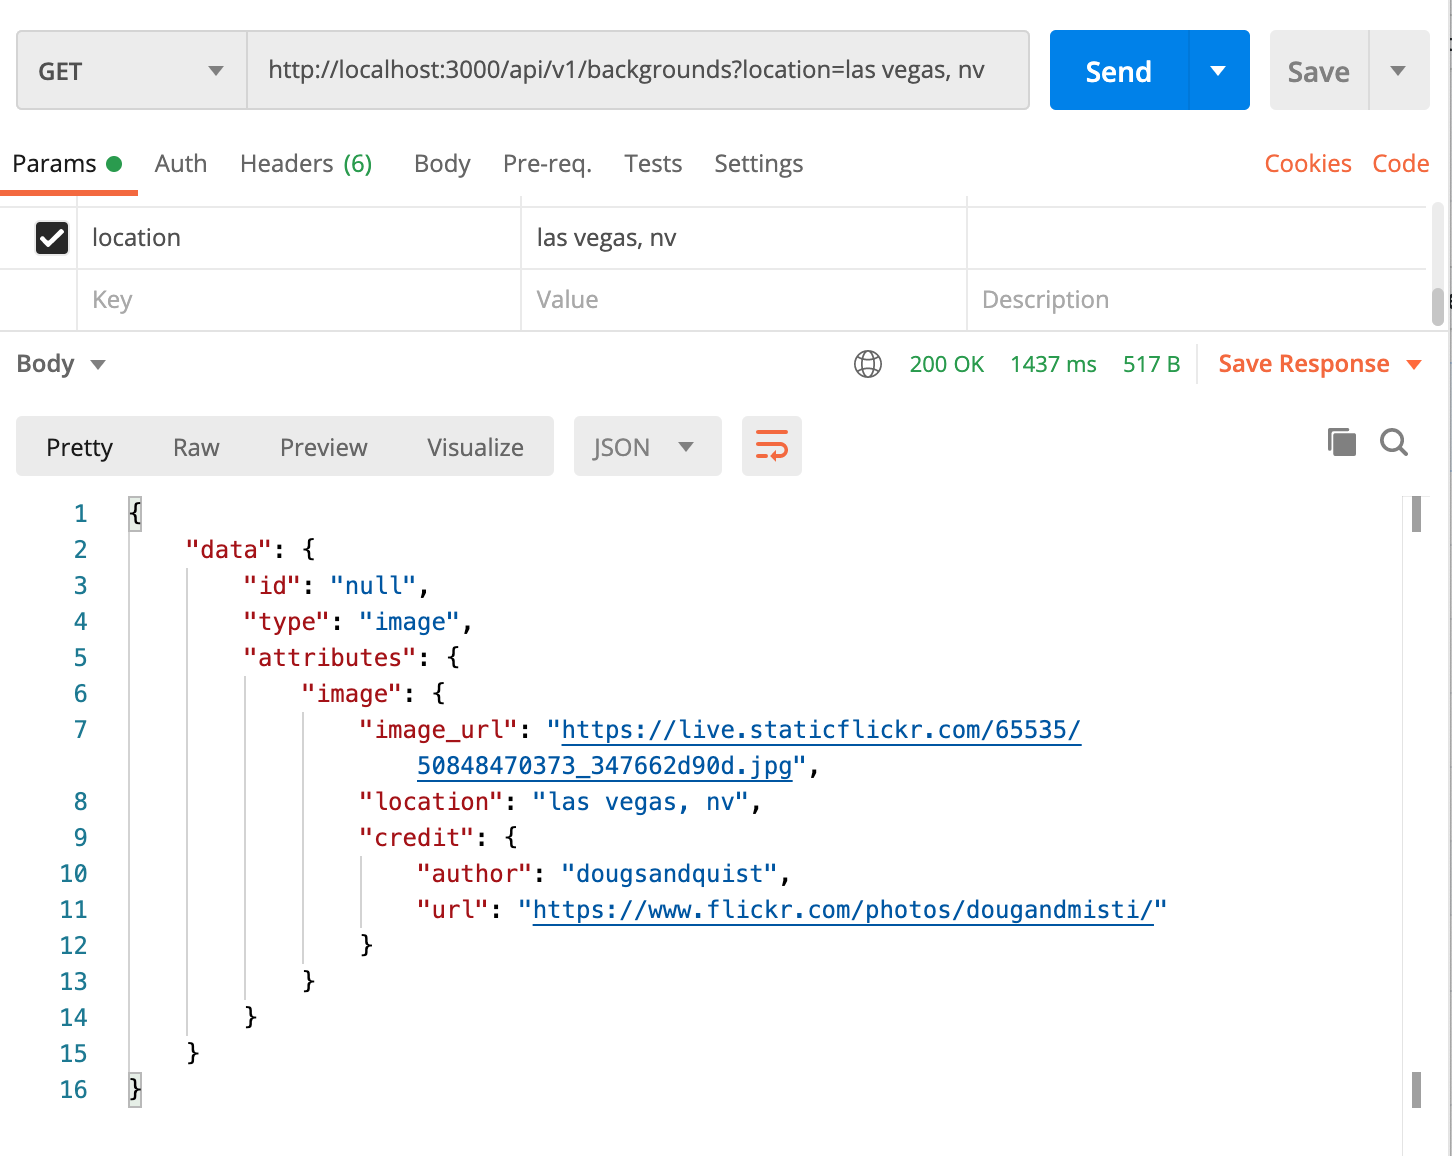 GET http://localhost:3000/api/v1/backgrounds?location=las vegas, nv Send Save
Params Auth Headers (6) Body Pre-req. Tests Settings Cookies Code
location las vegas, nv
Key Value Description
Body 200 OK 1437 ms 517 B Save Response
Pretty Raw Preview Visualize JSON
1 {
2 "data": {
3 "id": "null",
4 "type": "image",
5 "attributes": {
6 "image": {
7 "image_url": "https://live.staticflickr.com/65535/
50848470373_347662d90d.jpg",
8 "location": "las vegas, nv",
9 "credit": {
10 "author": "dougsandquist",
11 "url": "https://www.flickr.com/photos/dougandmisti/"
12 }
13 }
14 }
15 }
16 }